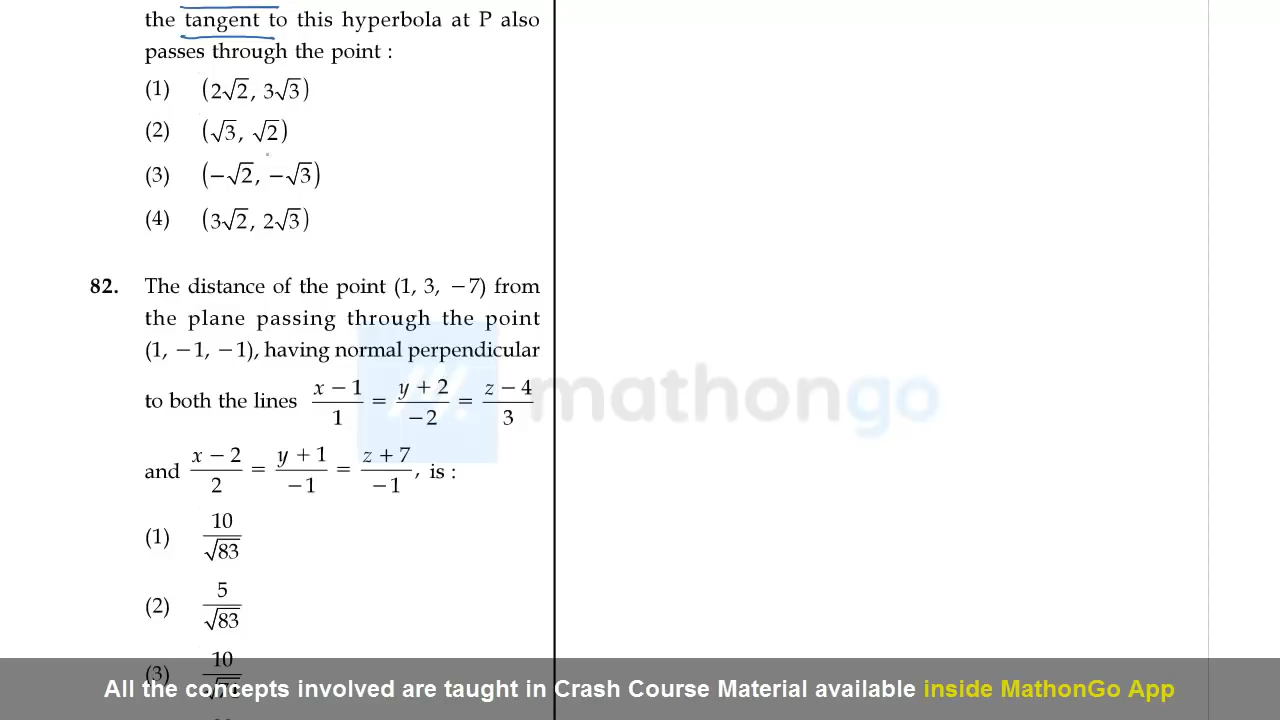 the tangent to this hyperbola at P also
passes through the point :
(1) (2√2, 3√3)
(2) (√3, √2)
(3) (−√2, −√3)
(4) (3√2, 2√3)
82. The distance of the point (1, 3, −7) from
the plane passing through the point
(1, −1, −1), having normal perpendicular
to both the lines (x − 1)/1 = (y + 2)/−2 = (z − 4)/3
and (x − 2)/2 = (y + 1)/−1 = (z + 7)/−1, is :
mathongo
(1) 10/√83
(2) 5/√83
(3) 10/
All the concepts involved are taught in Crash Course Material available inside MathonGo App